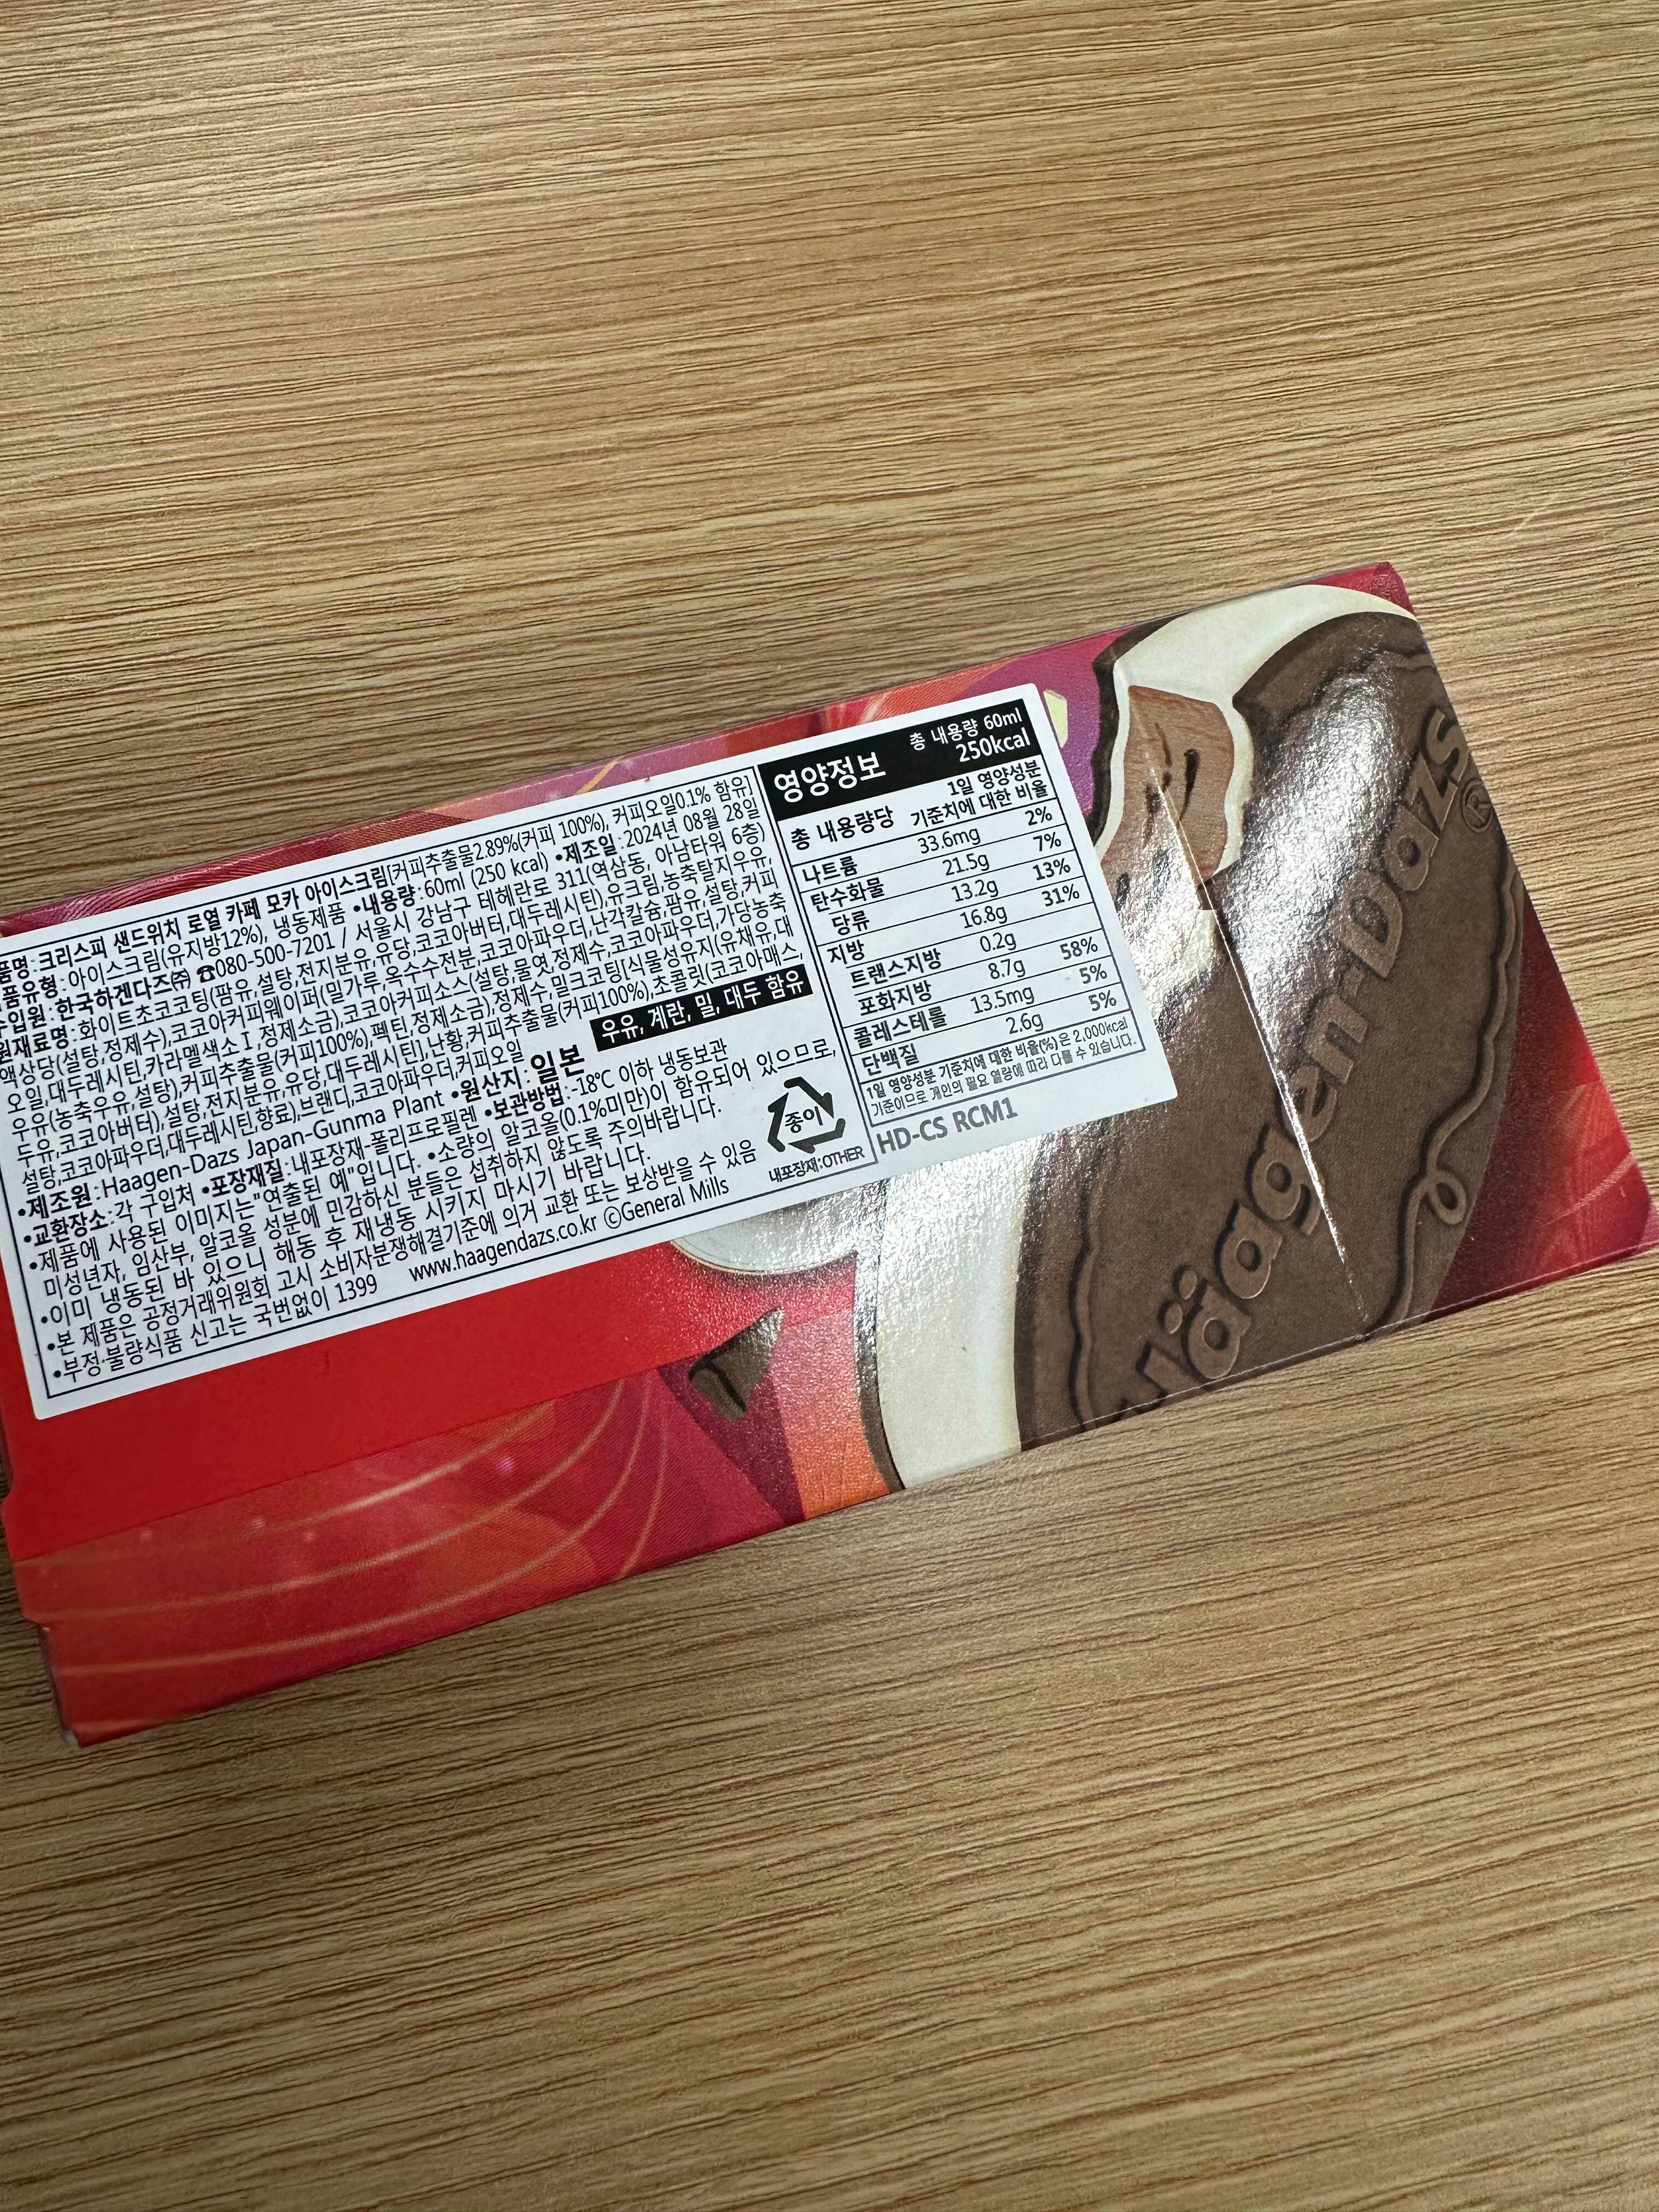 품명:크리스피 샌드위치 로열 카페 모카 아이스크림[커피추출물2.89%(커피 100%), 커피오일0.1% 함유]
품유형:아이스크림(유지방12%), 냉동제품 •내용량:60ml (250 kcal) •제조일:2024년 08월 28일
수입원:한국하겐다즈㈜ ☎080-500-7201 / 서울시 강남구 테헤란로 311(역삼동, 아남타워 6층)
원재료명:화이트초코코팅(팜유,설탕,전지분유,유당,코코아버터,대두레시틴),유크림,농축탈지우유,
액상당(설탕,정제수),코코아커피웨이퍼(밀가루,옥수수전분,코코아파우더,난각칼슘,팜유,설탕,커피
오일,대두레시틴,카라멜색소Ⅰ,정제소금),코코아커피소스(설탕,물엿,정제수,코코아파우더,가당농축
우유(농축우유,설탕),커피추출물(커피100%),펙틴,정제소금),정제수,밀크코팅[식물성유지(유채유,대
두유,코코아버터),설탕,전지분유,유당,대두레시틴],난황,커피추출물(커피100%),초콜릿(코코아매스,
설탕,코코아파우더,대두레시틴,향료),브랜디,코코아파우더,커피오일
우유, 계란, 밀, 대두 함유
•제조원:Haagen-Dazs Japan-Gunma Plant •원산지:일본
•교환장소:각 구입처 •포장재질:내포장재-폴리프로필렌 •보관방법:-18℃ 이하 냉동보관
•제품에 사용된 이미지는"연출된 예"입니다. •소량의 알코올(0.1%미만)이 함유되어 있으므로,
미성년자, 임산부, 알코올 성분에 민감하신 분들은 섭취하지 않도록 주의바랍니다.
•이미 냉동된 바 있으니 해동 후 재냉동 시키지 마시기 바랍니다.
•본 제품은 공정거래위원회 고시 소비자분쟁해결기준에 의거 교환 또는 보상받을 수 있음
•부정·불량식품 신고는 국번없이 1399 www.haagendazs.co.kr ⓒGeneral Mills
종이
내포장재:OTHER
영양정보
총 내용량 60ml
250kcal
총 내용량당
1일 영양성분
기준치에 대한 비율
나트륨 33.6mg 2%
탄수화물 21.5g 7%
당류 13.2g 13%
지방 16.8g 31%
트랜스지방 0.2g
포화지방 8.7g 58%
콜레스테롤 13.5mg 5%
단백질 2.6g 5%
1일 영양성분 기준치에 대한 비율(%)은 2,000kcal
기준이므로 개인의 필요 열량에 따라 다를 수 있습니다.
HD-CS RCM1
Häagen-Dazs®